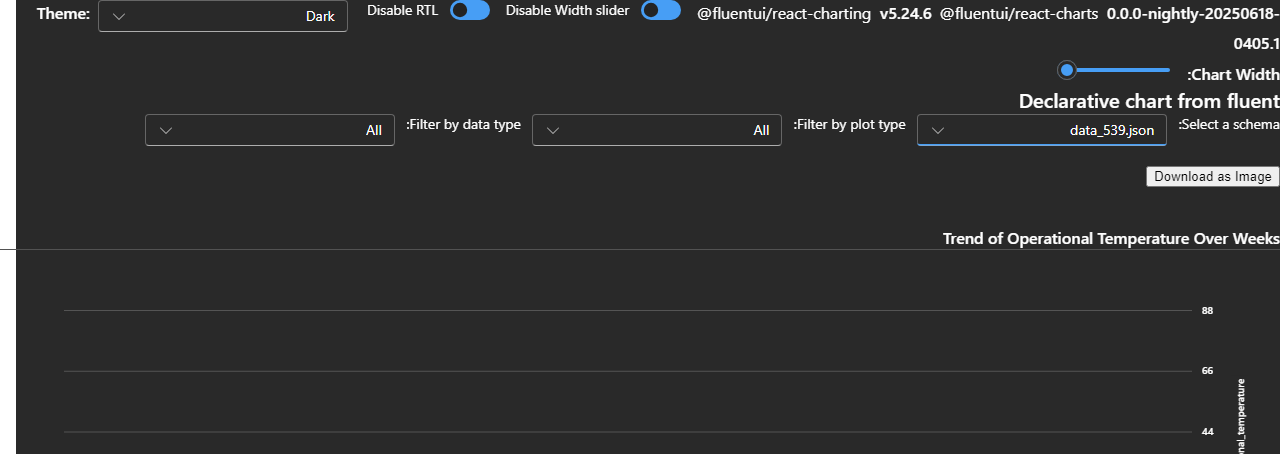 Theme: Dark Disable RTL Disable Width slider @fluentui/react-charting v5.24.6 @fluentui/react-charts 0.0.0-nightly-20250618-
0405.1
:Chart Width
Declarative chart from fluent
:Select a schema data_539.json :Filter by plot type All :Filter by data type All
Download as Image
Trend of Operational Temperature Over Weeks
88
66
44